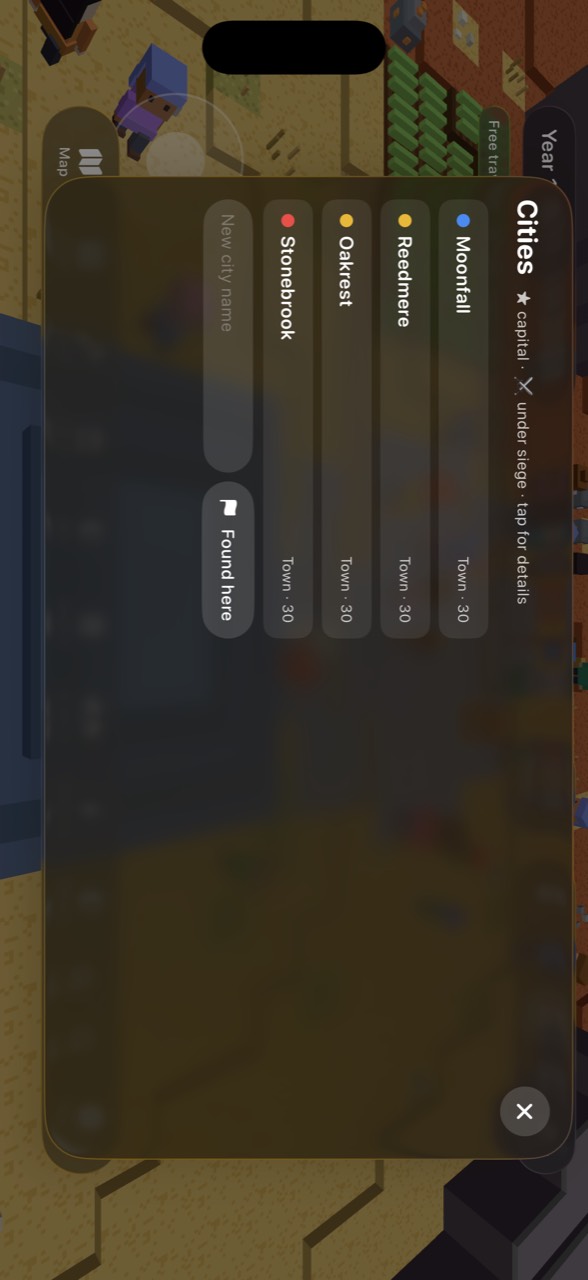 Year
Free tra
Map
Cities ★ capital · ⚔ under siege · tap for details
Moonfall Town · 30
Reedmere Town · 30
Oakrest Town · 30
Stonebrook Town · 30
New city name Found here